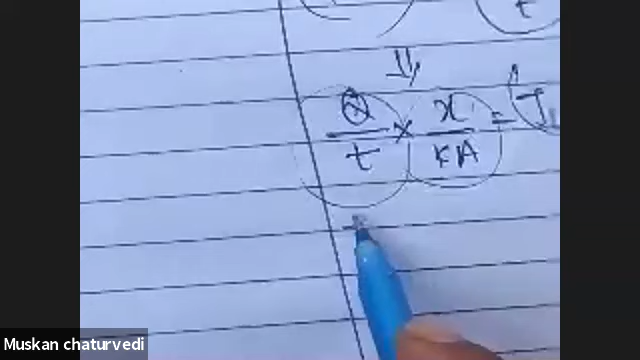 t
⇓
Q/t × x/KA = T
Muskan chaturvedi